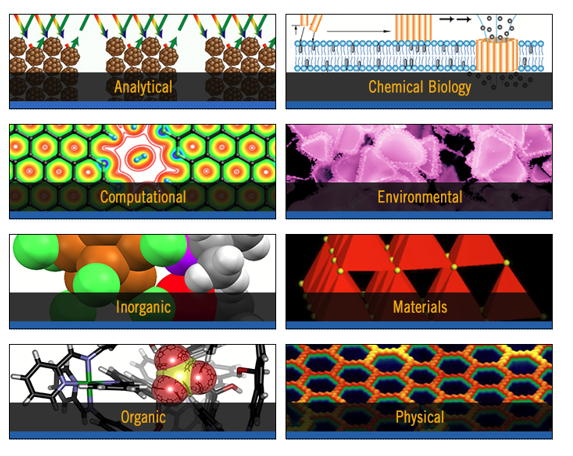 Analytical
Chemical Biology
Computational
Environmental
Inorganic
Materials
Organic
Physical